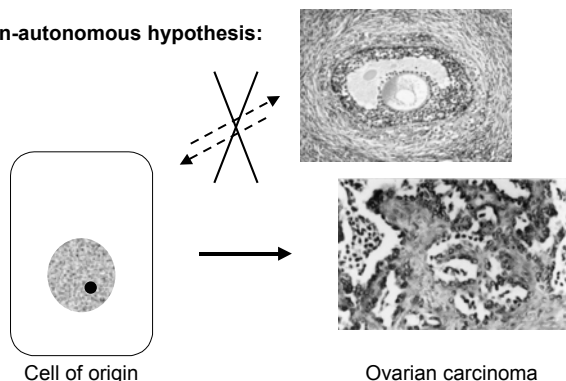 n-autonomous hypothesis:
Cell of origin
Ovarian carcinoma